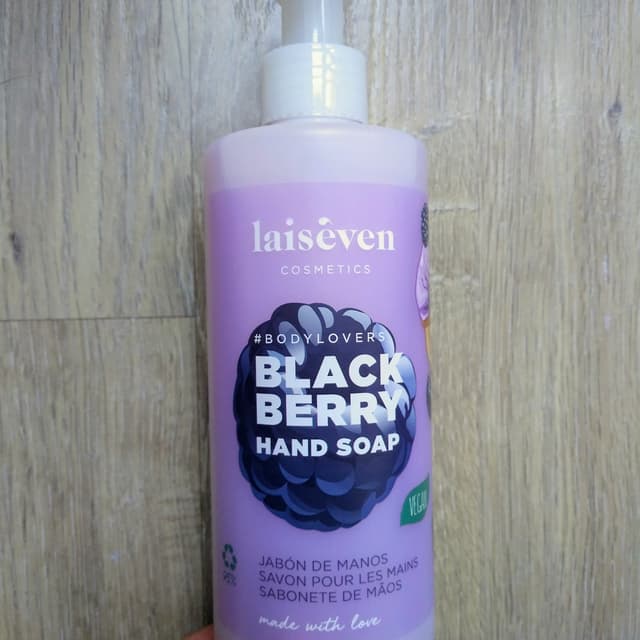 laisêven
COSMETICS
#BODYLOVERS
BLACK
BERRY
HAND SOAP
VEGAN
JABÓN DE MANOS
SAVON POUR LES MAINS
SABONETE DE MÃOS
made with love